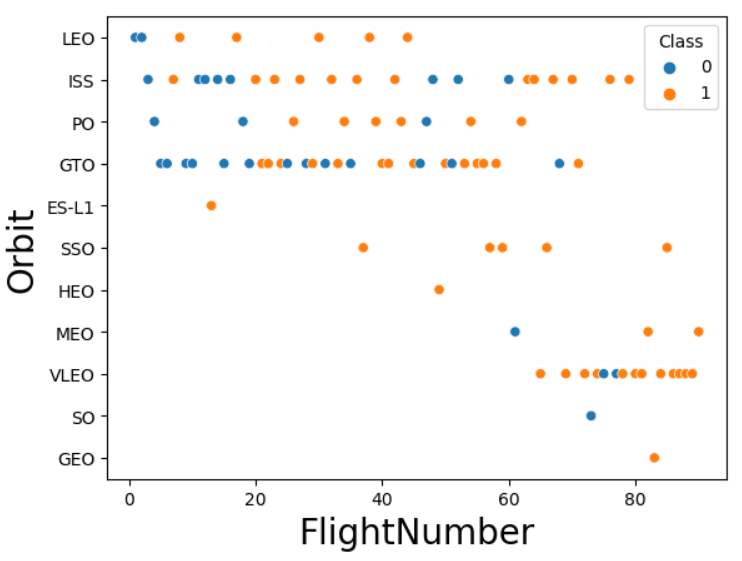 Class
0
1
LEO
ISS
PO
GTO
ES-L1
SSO
HEO
MEO
VLEO
SO
GEO
Orbit
0 20 40 60 80
FlightNumber